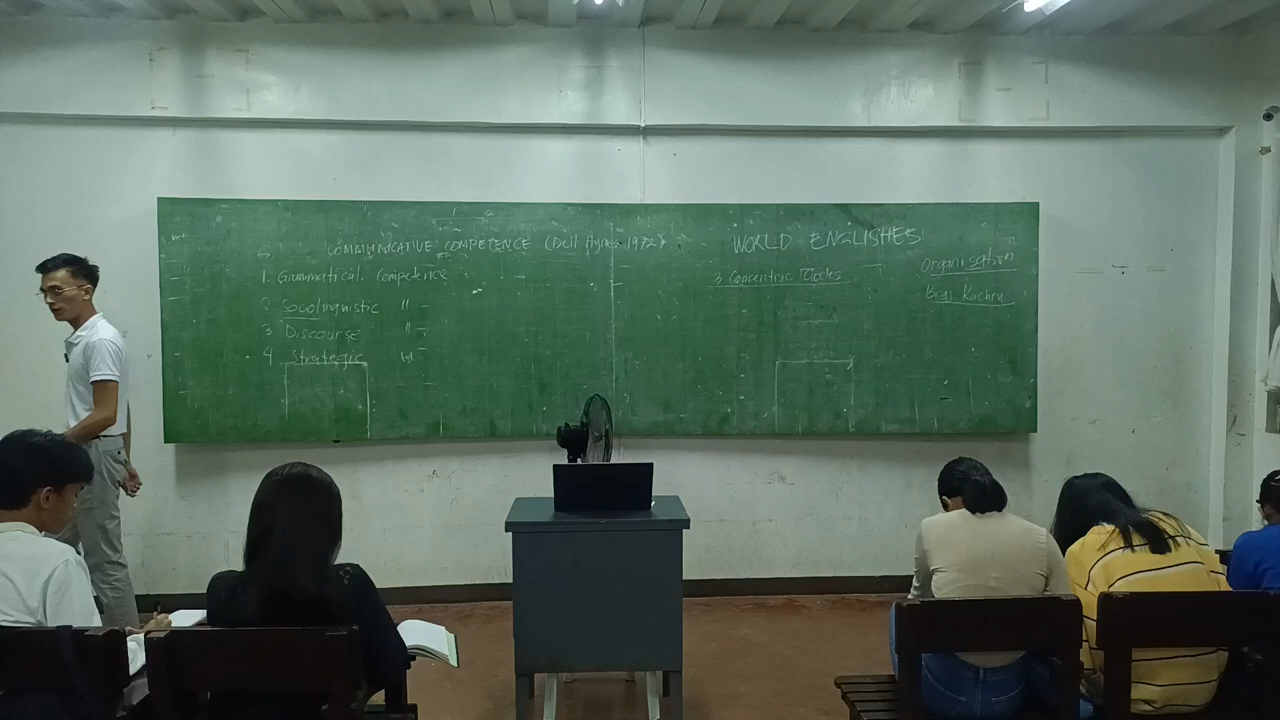 COMMUNICATIVE COMPETENCE (Dell Hymes 1972)
1. Grammatical Competence
2 Sociolinguistic " -
3 Discourse " -
4 Strategic "
WORLD ENGLISHES
3 Concentric Circles
Organisation
Braj Kachru